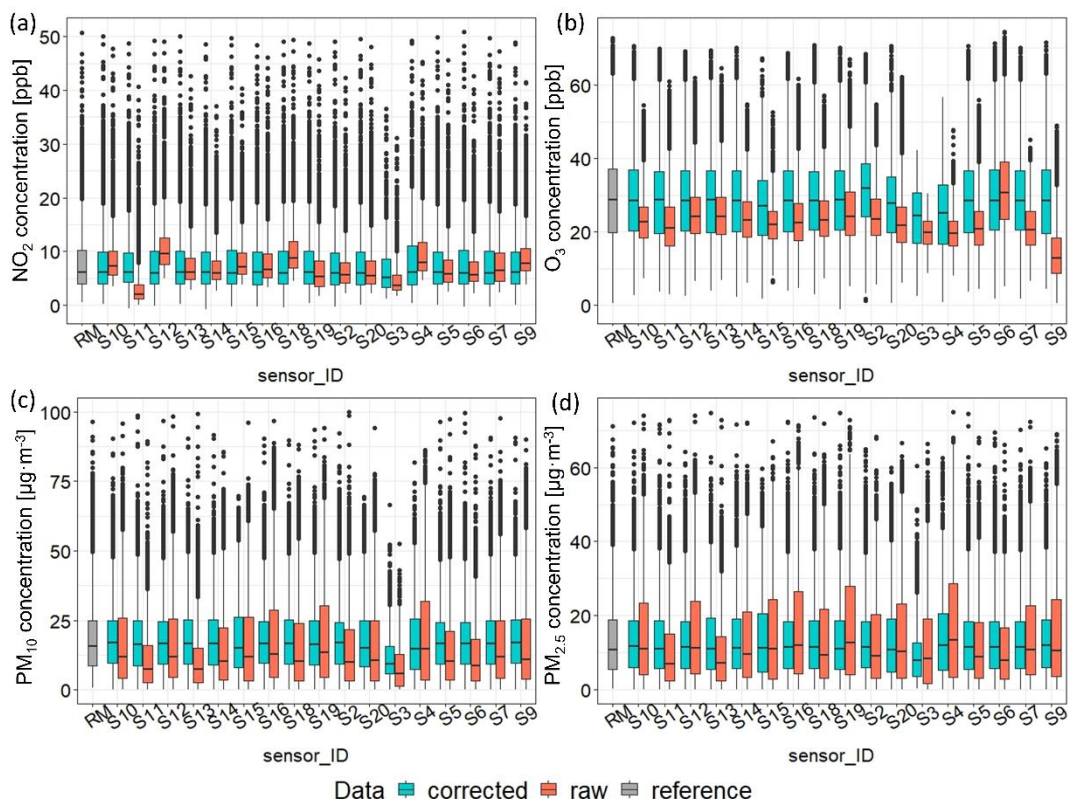 (a)
NO₂ concentration [ppb]
50
40
30
20
10
0
RM S10 S11 S12 S13 S14 S15 S16 S18 S19 S2 S20 S3 S4 S5 S6 S7 S9
sensor_ID
(b)
O₃ concentration [ppb]
60
40
20
0
RM S10 S11 S12 S13 S14 S15 S16 S18 S19 S2 S20 S3 S4 S5 S6 S7 S9
sensor_ID
(c)
PM₁₀ concentration [µg·m⁻³]
100
75
50
25
0
RM S10 S11 S12 S13 S14 S15 S16 S18 S19 S2 S20 S3 S4 S5 S6 S7 S9
sensor_ID
(d)
PM₂.₅ concentration [µg·m⁻³]
60
40
20
0
RM S10 S11 S12 S13 S14 S15 S16 S18 S19 S2 S20 S3 S4 S5 S6 S7 S9
sensor_ID
Data corrected raw reference